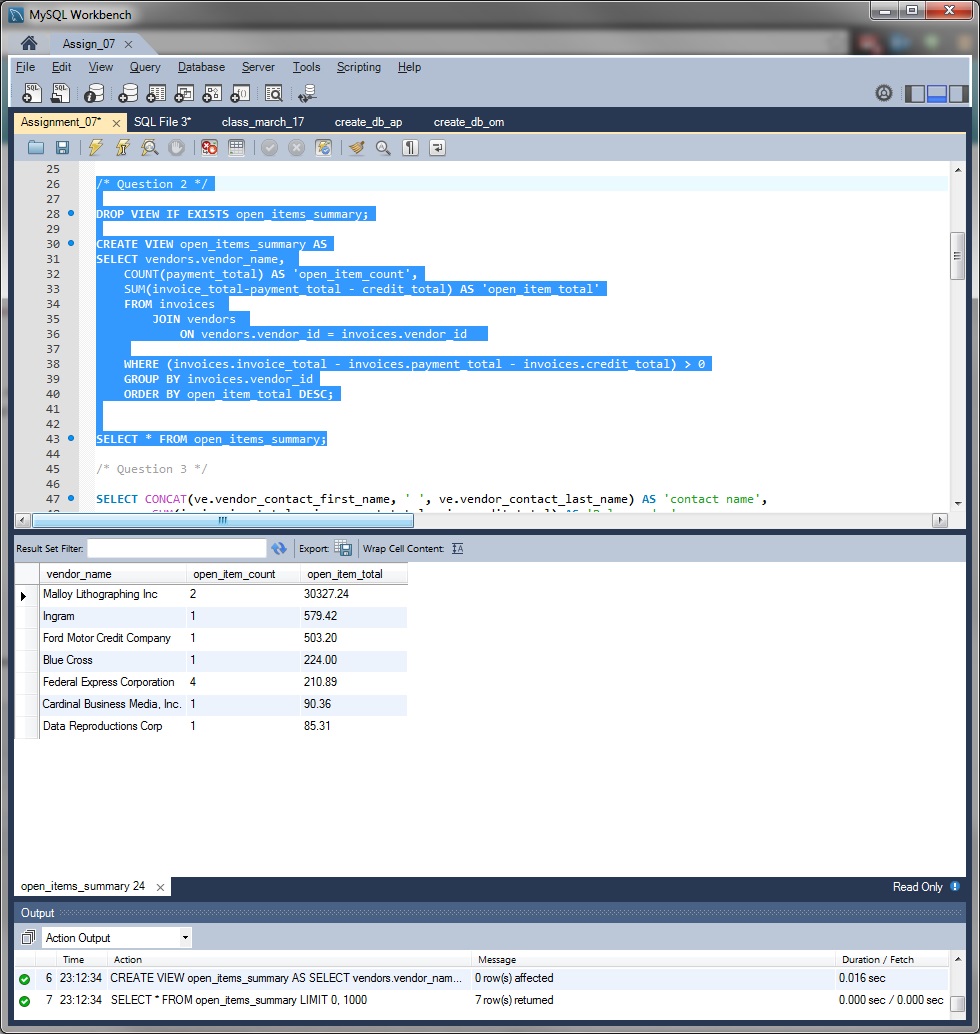 MySQL Workbench
Assign_07
File Edit View Query Database Server Tools Scripting Help
Assignment_07* SQL File 3* class_march_17 create_db_ap create_db_om
25
26 /* Question 2 */
27
28 DROP VIEW IF EXISTS open_items_summary;
29
30 CREATE VIEW open_items_summary AS
31 SELECT vendors.vendor_name,
32 COUNT(payment_total) AS 'open_item_count',
33 SUM(invoice_total-payment_total - credit_total) AS 'open_item_total'
34 FROM invoices
35 JOIN vendors
36 ON vendors.vendor_id = invoices.vendor_id
37
38 WHERE (invoices.invoice_total - invoices.payment_total - invoices.credit_total) > 0
39 GROUP BY invoices.vendor_id
40 ORDER BY open_item_total DESC;
41
42
43 SELECT * FROM open_items_summary;
44
45 /* Question 3 */
46
47 SELECT CONCAT(ve.vendor_contact_first_name, ' ', ve.vendor_contact_last_name) AS 'contact name',
Result Set Filter: Export: Wrap Cell Content:
vendor_name open_item_count open_item_total
Malloy Lithographing Inc 2 30327.24
Ingram 1 579.42
Ford Motor Credit Company 1 503.20
Blue Cross 1 224.00
Federal Express Corporation 4 210.89
Cardinal Business Media, Inc. 1 90.36
Data Reproductions Corp 1 85.31
open_items_summary 24 Read Only
Output
Action Output
Time Action Message Duration / Fetch
6 23:12:34 CREATE VIEW open_items_summary AS SELECT vendors.vendor_nam... 0 row(s) affected 0.016 sec
7 23:12:34 SELECT * FROM open_items_summary LIMIT 0, 1000 7 row(s) returned 0.000 sec / 0.000 sec